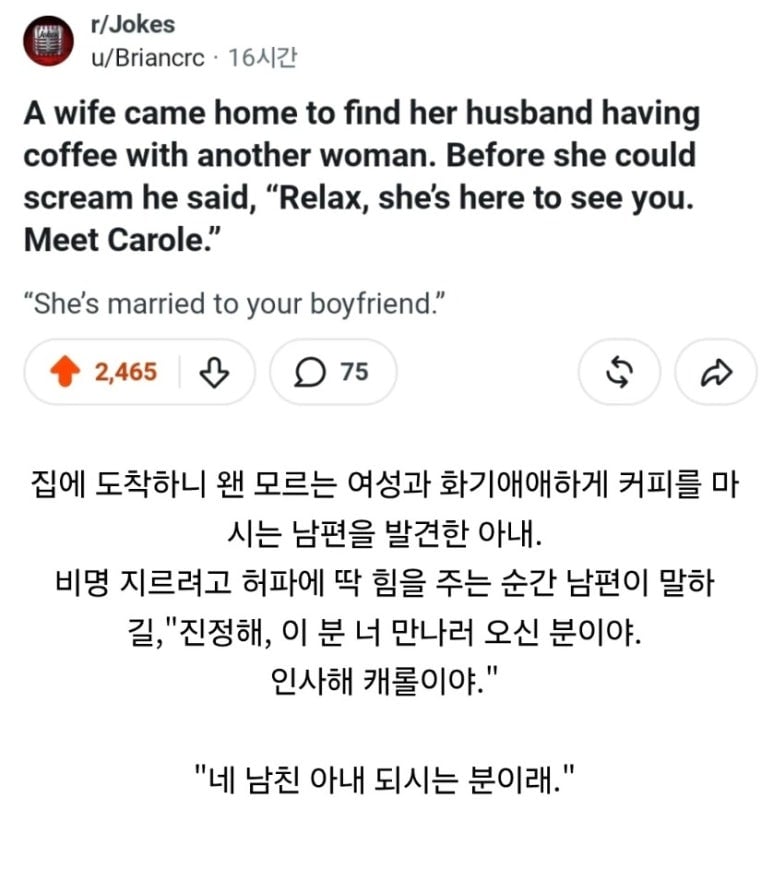 r/Jokes
u/Briancrc · 16시간
A wife came home to find her husband having
coffee with another woman. Before she could
scream he said, “Relax, she’s here to see you.
Meet Carole.”
“She’s married to your boyfriend.”
2,465 75
집에 도착하니 왠 모르는 여성과 화기애애하게 커피를 마
시는 남편을 발견한 아내.
비명 지르려고 허파에 딱 힘을 주는 순간 남편이 말하
길,"진정해, 이 분 너 만나러 오신 분이야.
인사해 캐롤이야."
"네 남친 아내 되시는 분이래."